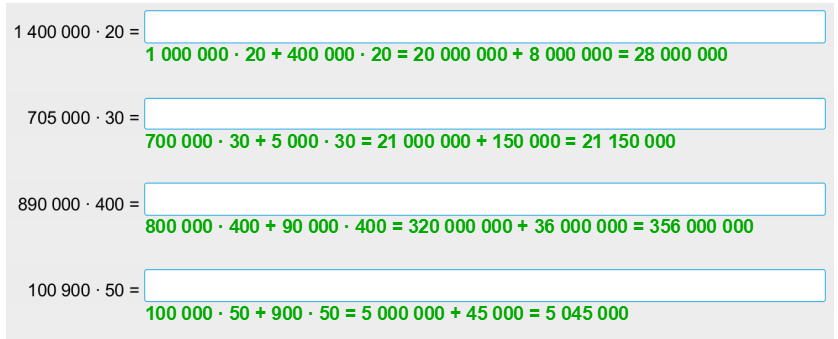 1 400 000 · 20 =
1 000 000 · 20 + 400 000 · 20 = 20 000 000 + 8 000 000 = 28 000 000
705 000 · 30 =
700 000 · 30 + 5 000 · 30 = 21 000 000 + 150 000 = 21 150 000
890 000 · 400 =
800 000 · 400 + 90 000 · 400 = 320 000 000 + 36 000 000 = 356 000 000
100 900 · 50 =
100 000 · 50 + 900 · 50 = 5 000 000 + 45 000 = 5 045 000